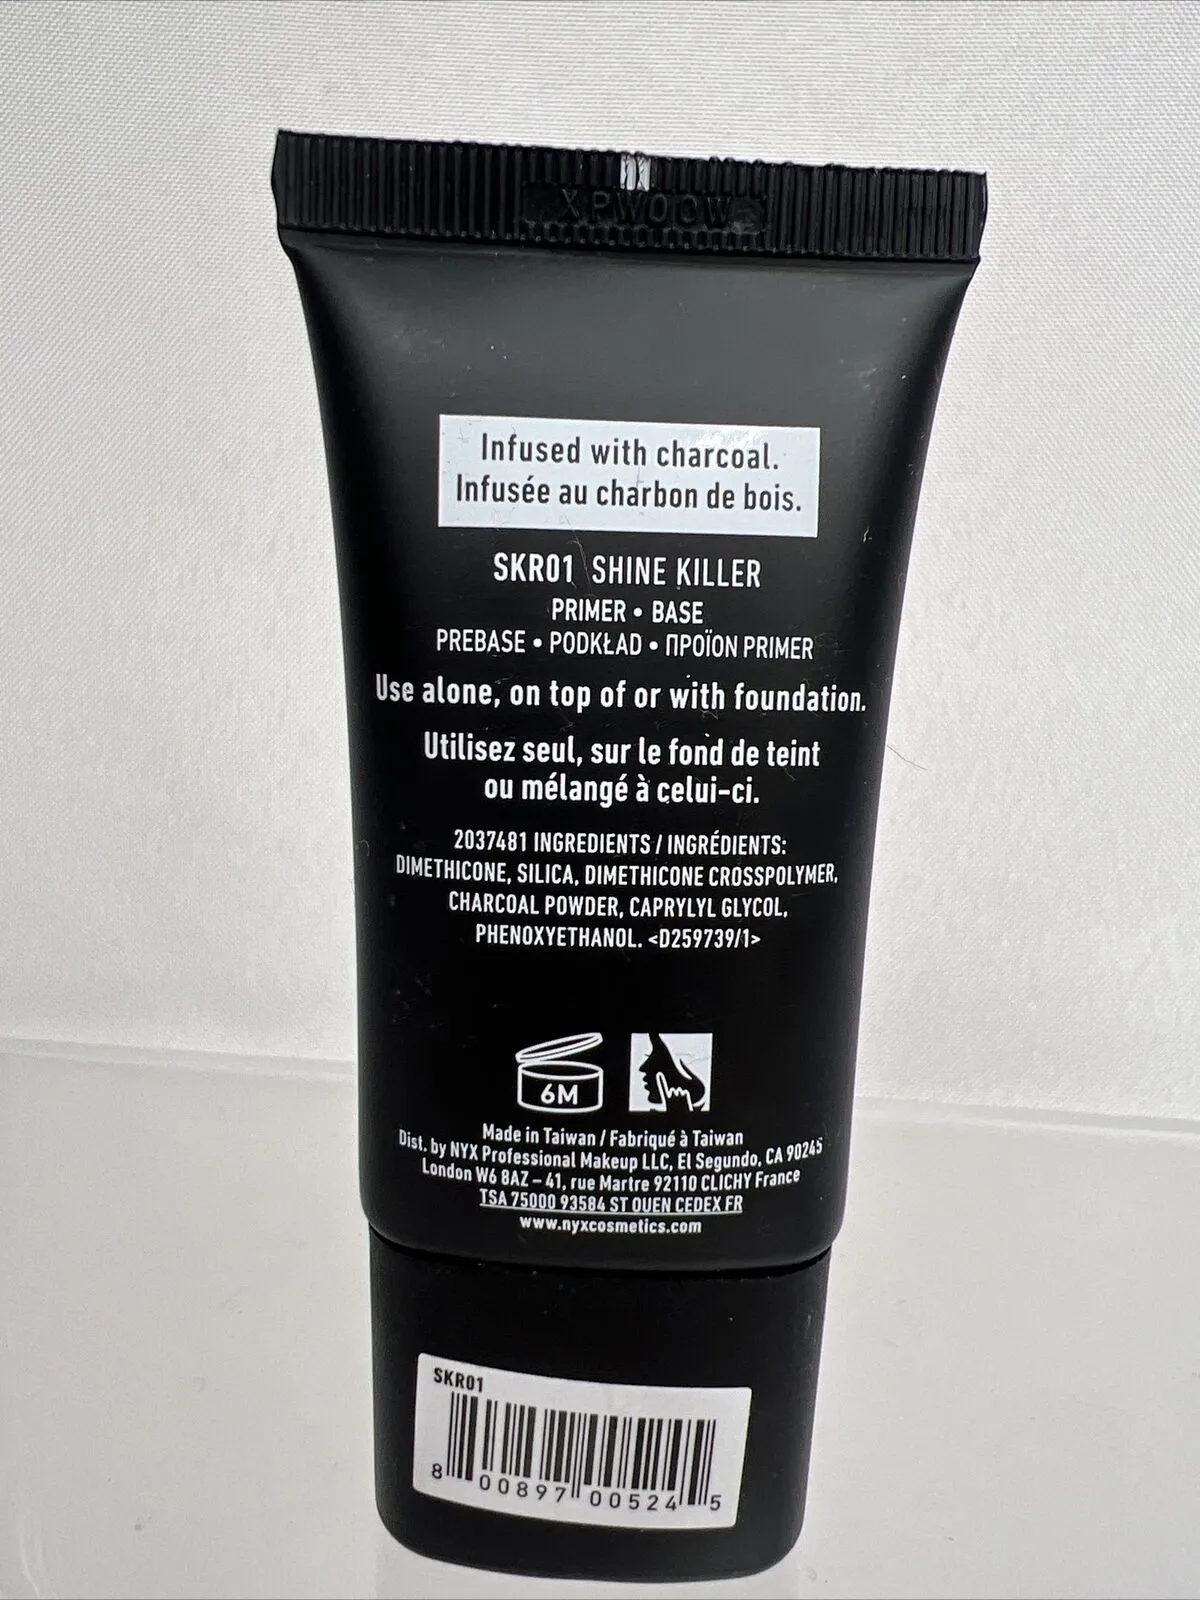 XPW00W
Infused with charcoal.
Infusée au charbon de bois.
SKR01 SHINE KILLER
PRIMER • BASE
PREBASE • PODKŁAD • ΠΡΟΪΟΝ PRIMER
Use alone, on top of or with foundation.
Utilisez seul, sur le fond de teint
ou mélangé à celui-ci.
2037481 INGREDIENTS / INGRÉDIENTS:
DIMETHICONE, SILICA, DIMETHICONE CROSSPOLYMER,
CHARCOAL POWDER, CAPRYLYL GLYCOL,
PHENOXYETHANOL. <D259739/1>
6M
Made in Taiwan / Fabriqué à Taiwan
Dist. by NYX Professional Makeup LLC, El Segundo, CA 90245
London W6 8AZ – 41, rue Martre 92110 CLICHY France
TSA 75000 93584 ST OUEN CEDEX FR
www.nyxcosmetics.com
SKR01
8 00897 00524 5